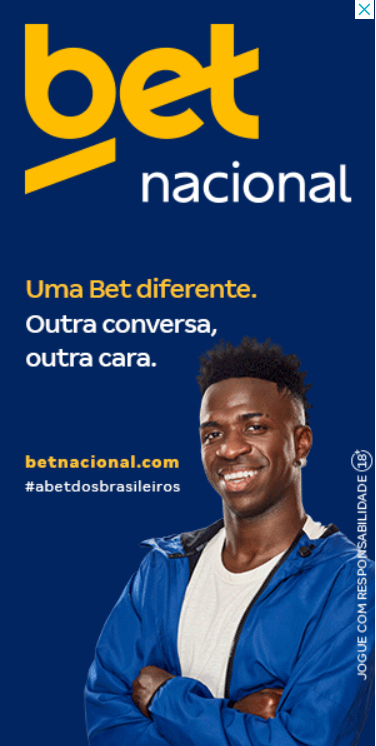 bet
nacional
Uma Bet diferente.
Outra conversa,
outra cara.
betnacional.com
#abetdosbrasileiros
JOGUE COM RESPONSABILIDADE 18+